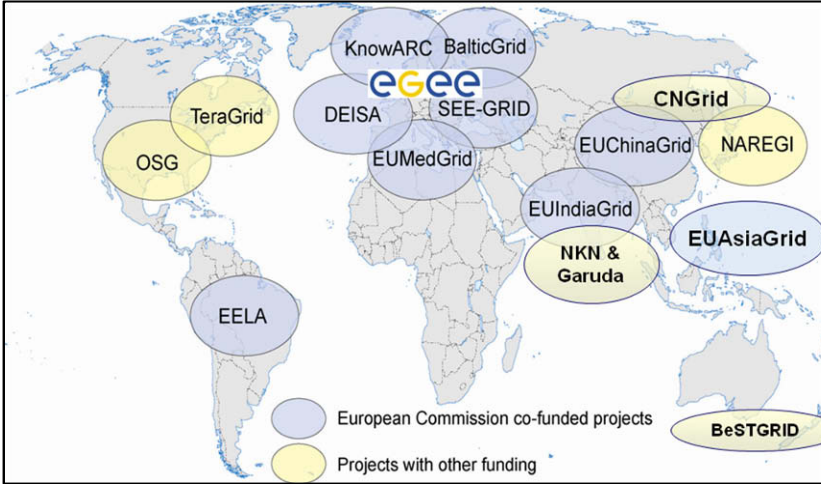 KnowARC
BalticGrid
egee
TeraGrid
DEISA
SEE-GRID
CNGrid
OSG
EUMedGrid
EUChinaGrid
NAREGI
EUIndiaGrid
EUAsiaGrid
NKN &
Garuda
EELA
European Commission co-funded projects
BeSTGRID
Projects with other funding